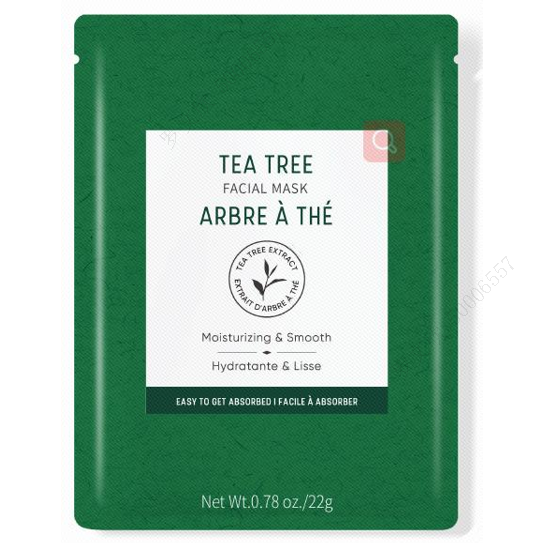 TEA TREE
FACIAL MASK
ARBRE À THÉ
TEA TREE EXTRACT
EXTRAIT D'ARBRE À THÉ
Moisturizing & Smooth
Hydratante & Lisse
EASY TO GET ABSORBED I FACILE À ABSORBER
Net Wt.0.78 oz./22g